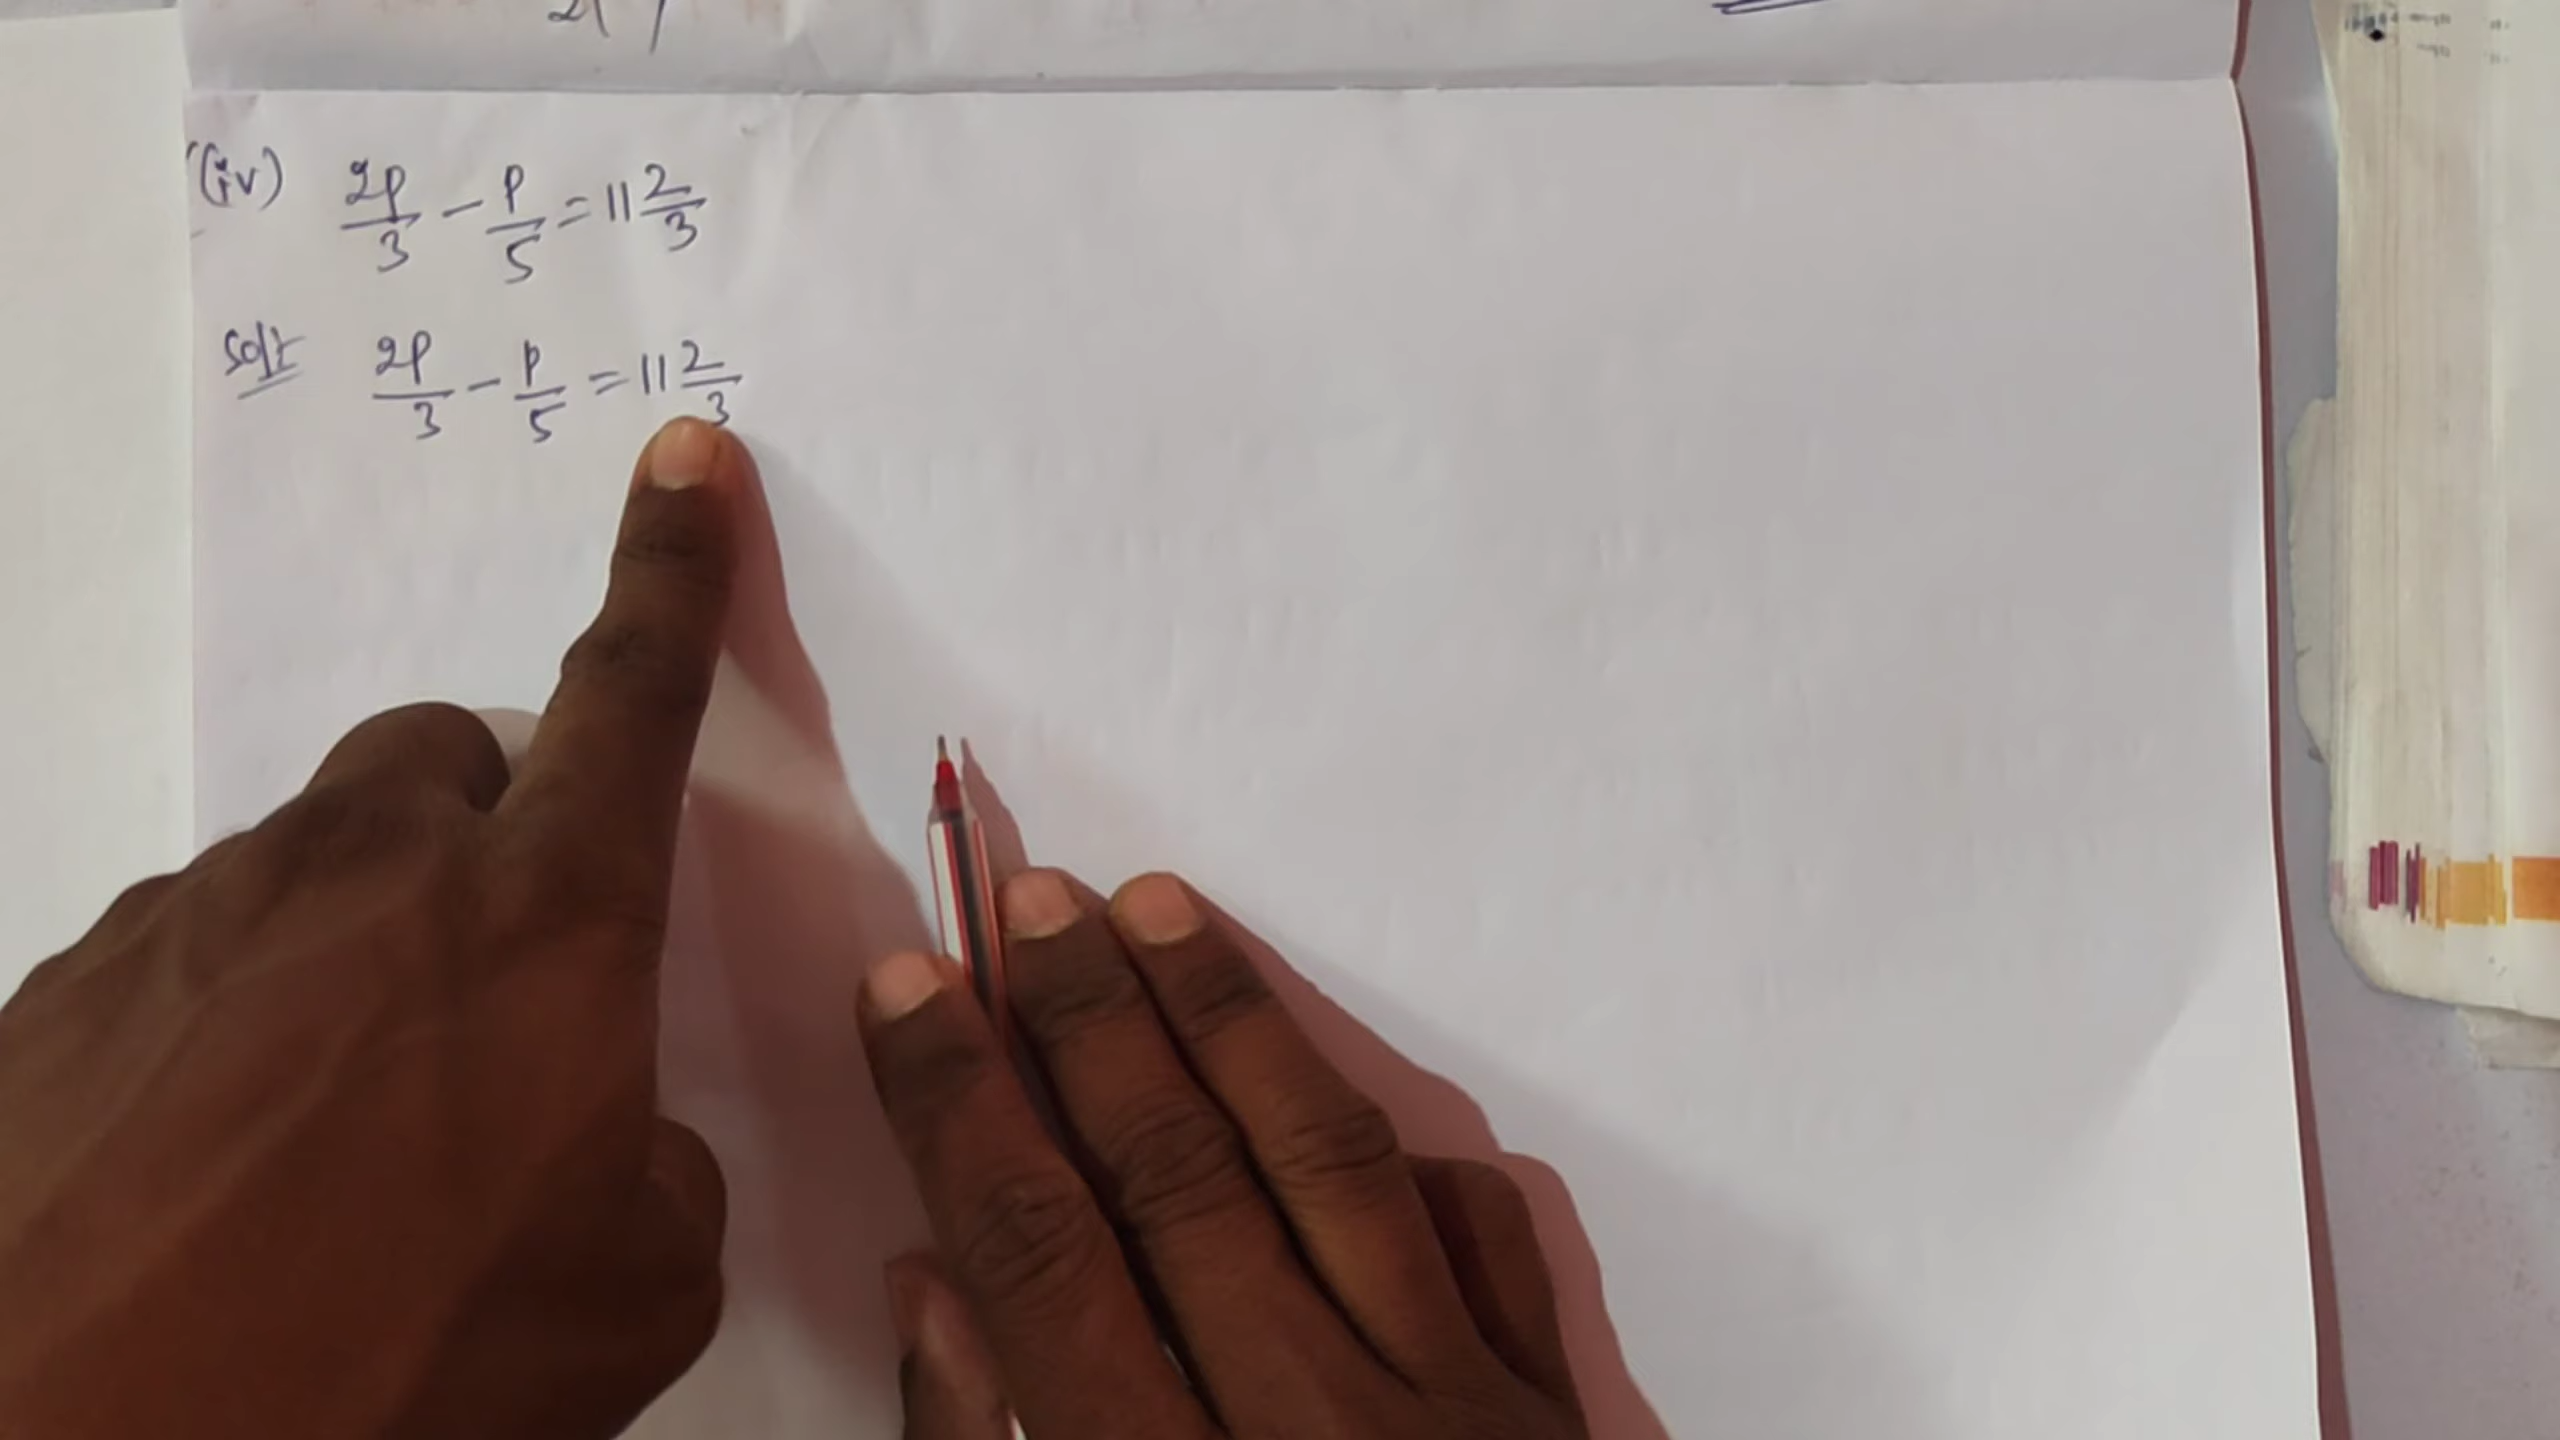 (iv) 2p/3 - p/5 = 11 2/3
Sol: 2p/3 - p/5 = 11 2/3